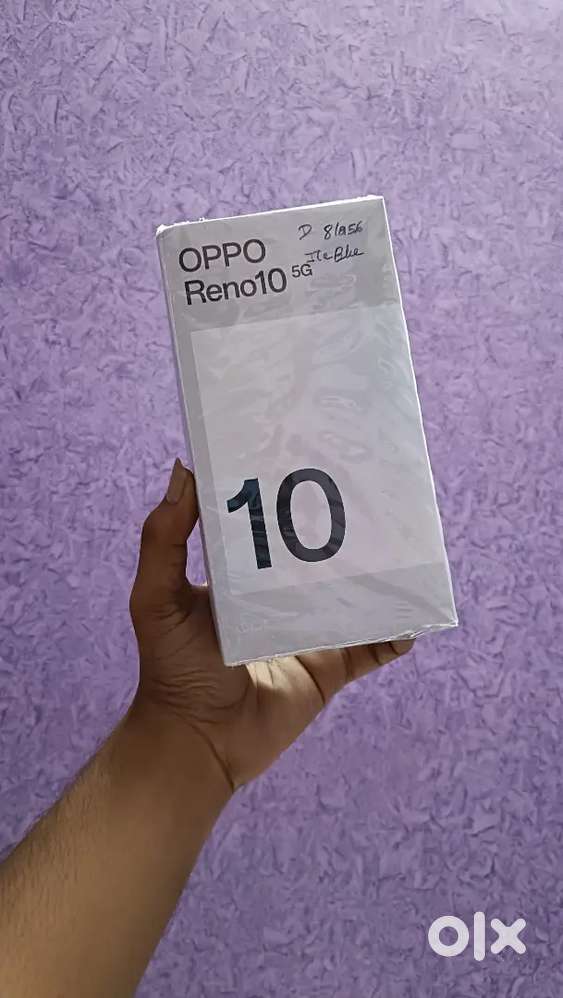 OPPO
Reno10 5G
D 8/256
Ice Blue
10
olx